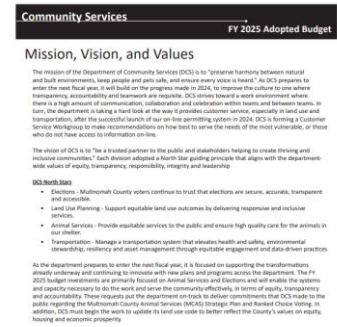 Community Services
FY 2025 Adopted Budget
Mission, Vision, and Values
The mission of the Department of Community Services (DCS) is to "preserve harmony between natural
and built environments, keep people and pets safe, and ensure every voice is heard." As DCS prepares to
enter the next fiscal year, it will build on the progress made in 2024, to improve the culture to one where
transparency, accountability and teamwork are requisite. DCS strives toward a work environment where
there is a high amount of communication, collaboration and celebration within teams and between teams. In
turn, the department is taking a hard look at the way it provides customer service, especially in land use and
transportation, after the successful launch of our on-line permitting system in 2024. DCS is forming a Customer
Service Workgroup to make recommendations on how best to serve the needs of the most vulnerable, or those
who do not have access to information on-line.
The vision of DCS is to "be a trusted partner to the public and stakeholders helping to create thriving and
inclusive communities." Each division adopted a North Star guiding principle that aligns with the department-
wide values of equity, transparency, responsibility, integrity and leadership
DCS North Stars
• Elections - Multnomah County voters continue to trust that elections are secure, accurate, transparent
and accessible.
• Land Use Planning - Support equitable land use outcomes by delivering responsive and inclusive
services.
• Animal Services - Provide equitable services to the public and ensure high quality care for the animals in
our shelter.
• Transportation - Manage a transportation system that elevates health and safety, environmental
stewardship, resiliency and asset management through equitable engagement and data-driven practices
As the department prepares to enter the next fiscal year, it is focused on supporting the transformations
already underway and continuing to innovate with new plans and programs across the department. The FY
2025 budget investments are primarily focused on Animal Services and Elections and will enable the systems
and capacity necessary to do the work and serve the community effectively, in terms of equity, transparency
and accountability. These requests put the department on-track to deliver commitments that DCS made to the
public regarding the Multnomah County Animal Services (MCAS) Strategic Plan and Ranked Choice Voting. In
addition, DCS must begin the work to update its land use code to better reflect the County's values on equity,
housing and economic prosperity.